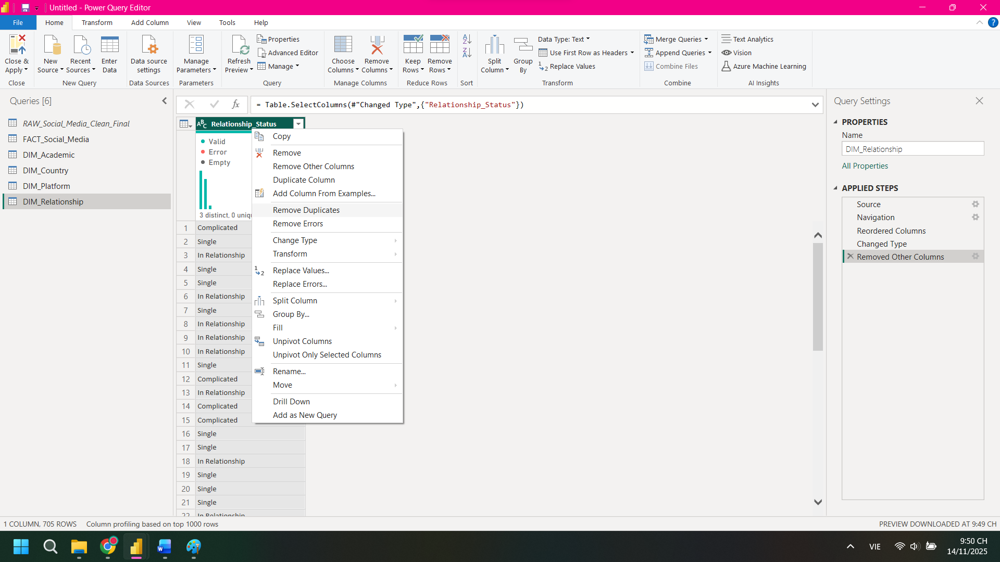 Untitled - Power Query Editor
File Home Transform Add Column View Tools Help
Close & Apply
Close
New Source
Recent Sources
Enter Data
New Query
Data source settings
Data Sources
Manage Parameters
Parameters
Refresh Preview
Properties
Advanced Editor
Manage
Query
Choose Columns
Remove Columns
Manage Columns
Keep Rows
Remove Rows
Reduce Rows
Sort
Split Column
Group By
Data Type: Text
Use First Row as Headers
Replace Values
Transform
Merge Queries
Append Queries
Combine Files
Combine
Text Analytics
Vision
Azure Machine Learning
AI Insights
Queries [6]
RAW_Social_Media_Clean_Final
FACT_Social_Media
DIM_Academic
DIM_Country
DIM_Platform
DIM_Relationship
= Table.SelectColumns(#"Changed Type",{"Relationship_Status"})
Relationship_Status
Valid
Error
Empty
3 distinct, 0 uniq
1 Complicated
2 Single
3 In Relationship
4 Single
5 Single
6 In Relationship
7 Single
8 In Relationship
9 In Relationship
10 In Relationship
11 Single
12 Complicated
13 In Relationship
14 Complicated
15 Complicated
16 Single
17 Single
18 In Relationship
19 Single
20 Single
21 Single
22 In Relationship
Copy
Remove
Remove Other Columns
Duplicate Column
Add Column From Examples...
Remove Duplicates
Remove Errors
Change Type
Transform
Replace Values...
Replace Errors...
Split Column
Group By...
Fill
Unpivot Columns
Unpivot Only Selected Columns
Rename...
Move
Drill Down
Add as New Query
Query Settings
PROPERTIES
Name
DIM_Relationship
All Properties
APPLIED STEPS
Source
Navigation
Reordered Columns
Changed Type
Removed Other Columns
1 COLUMN, 705 ROWS Column profiling based on top 1000 rows
PREVIEW DOWNLOADED AT 9:49 CH
VIE
9:50 CH
14/11/2025